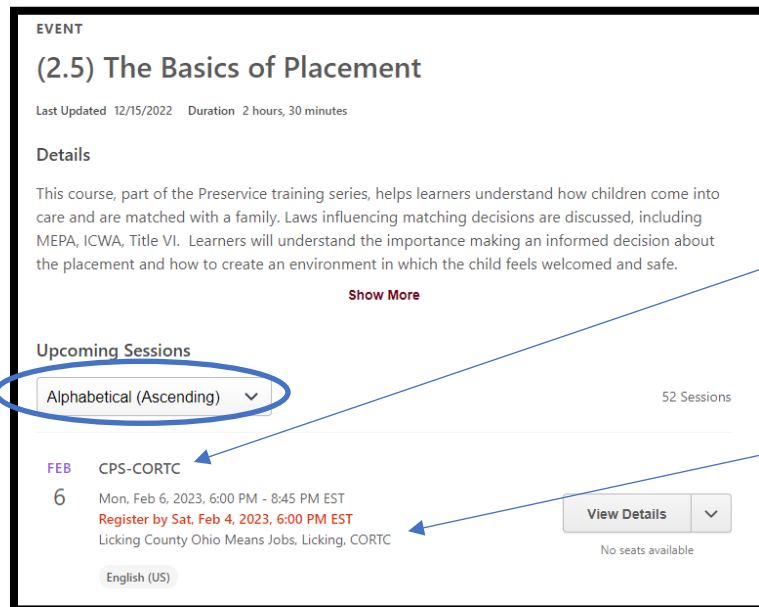 EVENT
(2.5) The Basics of Placement
Last Updated 12/15/2022 Duration 2 hours, 30 minutes
Details
This course, part of the Preservice training series, helps learners understand how children come into
care and are matched with a family. Laws influencing matching decisions are discussed, including
MEPA, ICWA, Title VI. Learners will understand the importance making an informed decision about
the placement and how to create an environment in which the child feels welcomed and safe.
Show More
Upcoming Sessions
Alphabetical (Ascending)
52 Sessions
FEB
6
CPS-CORTC
Mon, Feb 6, 2023, 6:00 PM - 8:45 PM EST
Register by Sat, Feb 4, 2023, 6:00 PM EST
Licking County Ohio Means Jobs, Licking, CORTC
English (US)
View Details
No seats available